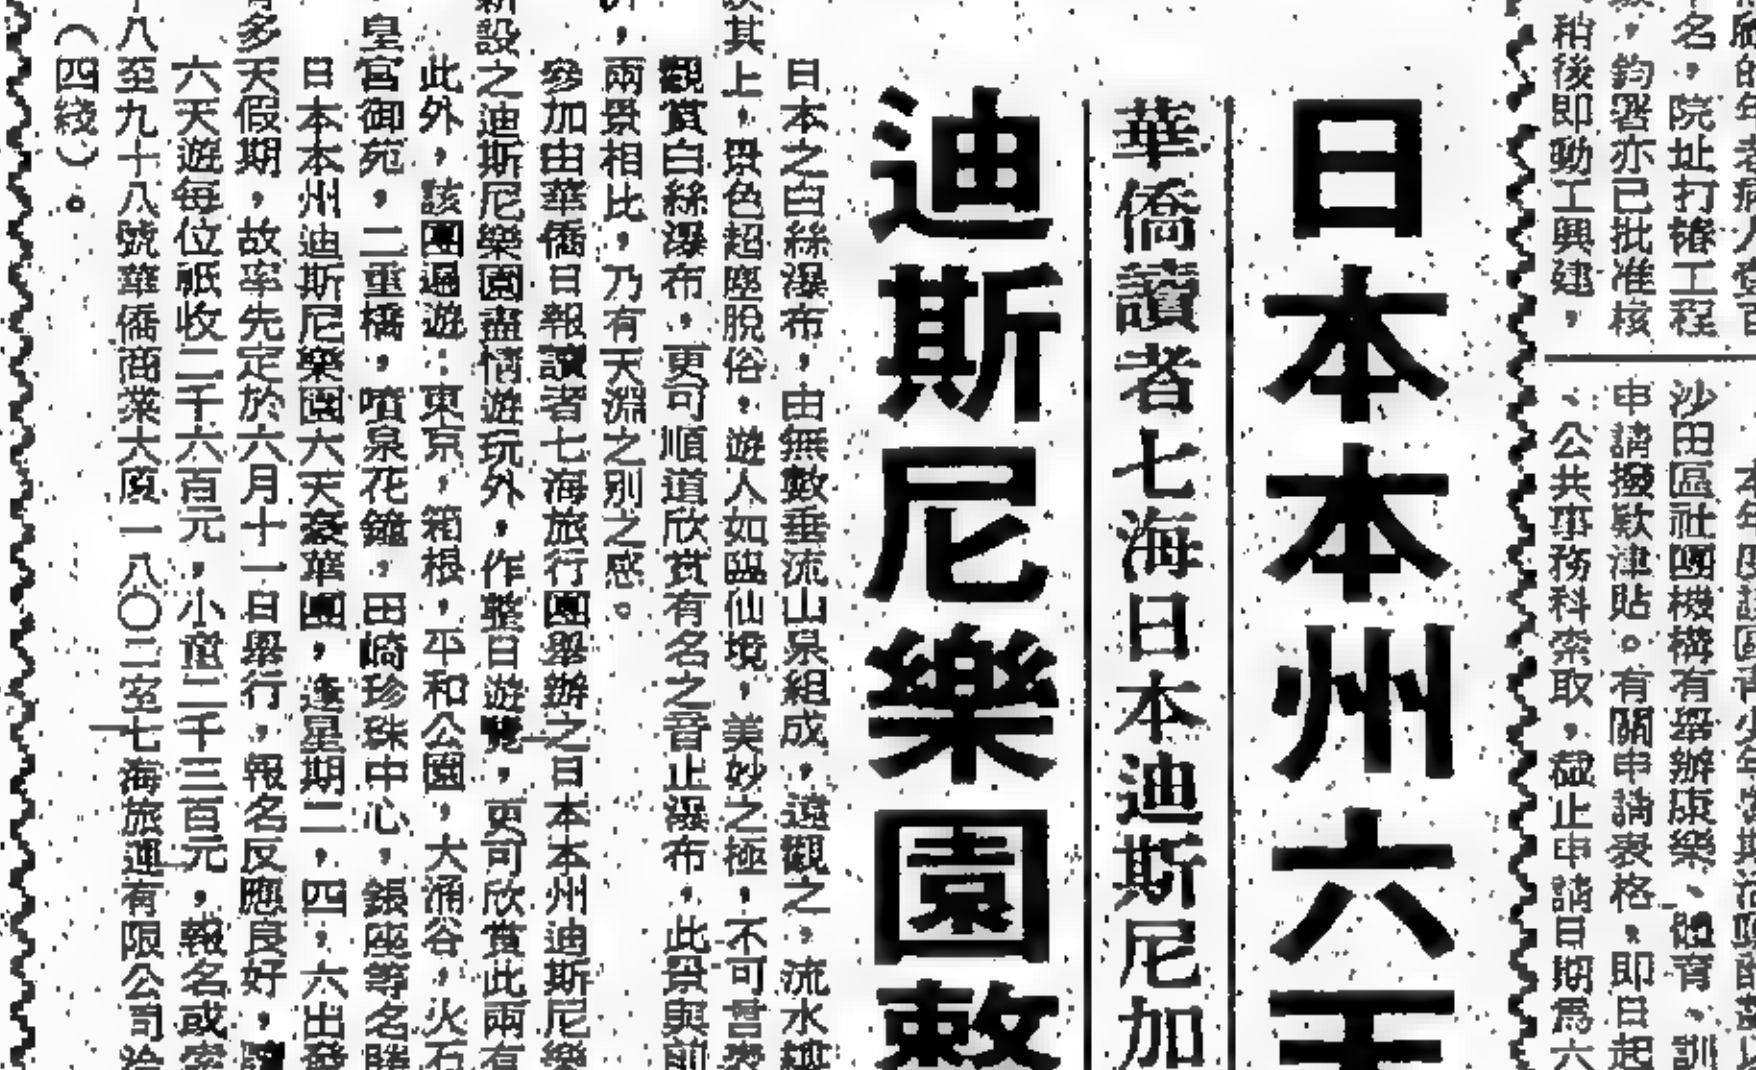 名，院址打樁工程
，鈞署亦已批准核
稍後即動工興建，
沙田區社團機構有舉辦康樂、體育、訓
申請撥欵津貼。有關申請表格，即日起
、公共事務科索取，截止申請日期為六
日本本州六天
華僑讀者七海日本迪斯尼加
迪斯尼樂園整
日本之白絲瀑布，由無數垂流山泉組成，遠觀之，流水
其上，景色超塵脫俗，遊人如臨仙境，美妙之極，不可言
觀賞白絲瀑布，更可順道欣賞有名之音止瀑布，此景與前
，兩景相比，乃有天淵之別之感。
參加由華僑日報讀者七海旅行團舉辦之日本本州迪斯尼樂
新設之迪斯尼樂園盡情遊玩外，作整日遊覽，更可欣賞此兩有
此外，該團過遊：東京，箱根，平和公園，大涌谷，火石
皇宮御苑，二重橋，噴泉花鐘，田崎珍珠中心，銀座等名勝
日本本州迪斯尼樂園六天豪華團，逢星期二，四，六出發
多天假期，故率先定於六月十一日舉行，報名反應良好，
六天遊每位祇收二千六百元，小童二千三百元，報名或索
八至九十八號華僑商業大厦一八〇二室七海旅運有限公司洽
（四綫）。